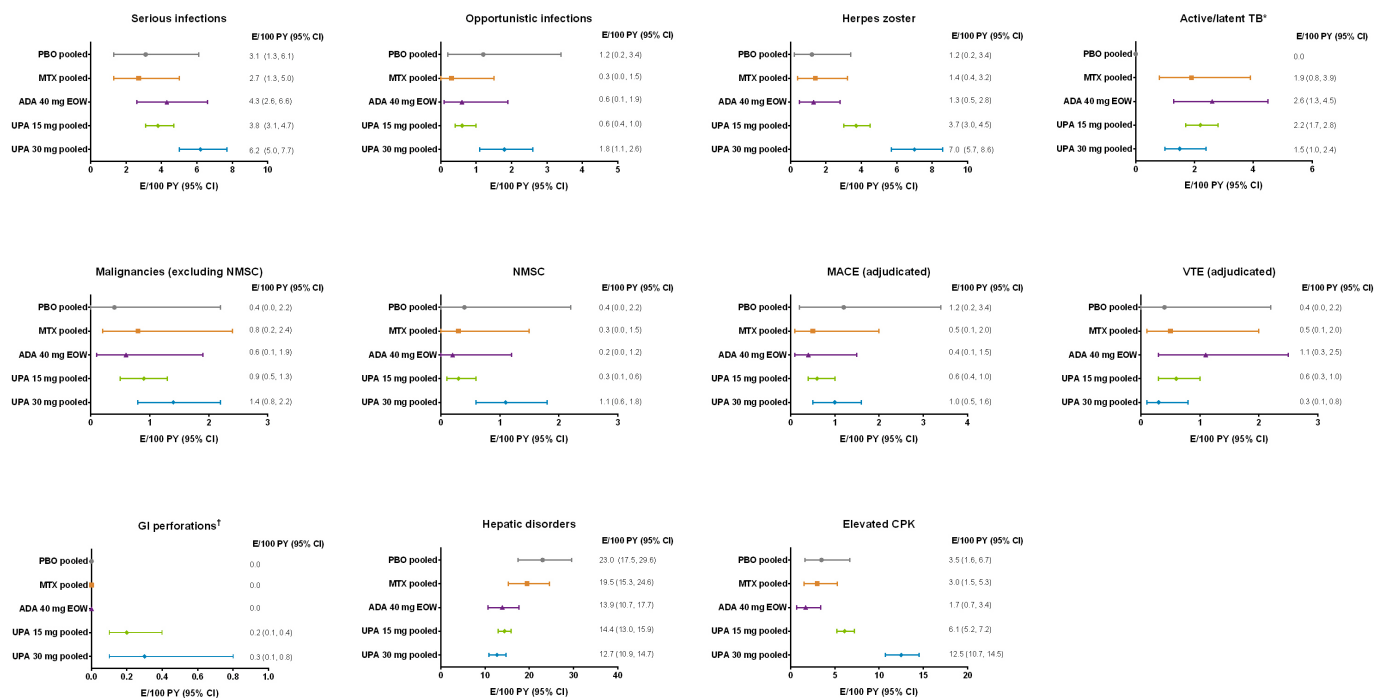 Serious infections
E/100 PY (95% CI)
PBO pooled
3.1 (1.3, 6.1)
MTX pooled
2.7 (1.3, 5.0)
ADA 40 mg EOW
4.3 (2.6, 6.6)
UPA 15 mg pooled
3.8 (3.1, 4.7)
UPA 30 mg pooled
6.2 (5.0, 7.7)
0 2 4 6 8 10
E/100 PY (95% CI)
Opportunistic infections
E/100 PY (95% CI)
PBO pooled
1.2 (0.2, 3.4)
MTX pooled
0.3 (0.0, 1.5)
ADA 40 mg EOW
0.6 (0.1, 1.9)
UPA 15 mg pooled
0.6 (0.4, 1.0)
UPA 30 mg pooled
1.8 (1.1, 2.6)
0 1 2 3 4 5
E/100 PY (95% CI)
Herpes zoster
E/100 PY (95% CI)
PBO pooled
1.2 (0.2, 3.4)
MTX pooled
1.4 (0.4, 3.2)
ADA 40 mg EOW
1.3 (0.5, 2.8)
UPA 15 mg pooled
3.7 (3.0, 4.5)
UPA 30 mg pooled
7.0 (5.7, 8.6)
0 2 4 6 8 10
E/100 PY (95% CI)
Active/latent TB*
E/100 PY (95% CI)
PBO pooled
0.0
MTX pooled
1.9 (0.8, 3.9)
ADA 40 mg EOW
2.6 (1.3, 4.5)
UPA 15 mg pooled
2.2 (1.7, 2.8)
UPA 30 mg pooled
1.5 (1.0, 2.4)
0 2 4 6
E/100 PY (95% CI)
Malignancies (excluding NMSC)
E/100 PY (95% CI)
PBO pooled
0.4 (0.0, 2.2)
MTX pooled
0.8 (0.2, 2.4)
ADA 40 mg EOW
0.6 (0.1, 1.9)
UPA 15 mg pooled
0.9 (0.5, 1.3)
UPA 30 mg pooled
1.4 (0.8, 2.2)
0 1 2 3
E/100 PY (95% CI)
NMSC
E/100 PY (95% CI)
PBO pooled
0.4 (0.0, 2.2)
MTX pooled
0.3 (0.0, 1.5)
ADA 40 mg EOW
0.2 (0.0, 1.2)
UPA 15 mg pooled
0.3 (0.1, 0.6)
UPA 30 mg pooled
1.1 (0.6, 1.8)
0 1 2 3
E/100 PY (95% CI)
MACE (adjudicated)
E/100 PY (95% CI)
PBO pooled
1.2 (0.2, 3.4)
MTX pooled
0.5 (0.1, 2.0)
ADA 40 mg EOW
0.4 (0.1, 1.5)
UPA 15 mg pooled
0.6 (0.4, 1.0)
UPA 30 mg pooled
1.0 (0.5, 1.6)
0 1 2 3 4
E/100 PY (95% CI)
VTE (adjudicated)
E/100 PY (95% CI)
PBO pooled
0.4 (0.0, 2.2)
MTX pooled
0.5 (0.1, 2.0)
ADA 40 mg EOW
1.1 (0.3, 2.5)
UPA 15 mg pooled
0.6 (0.3, 1.0)
UPA 30 mg pooled
0.3 (0.1, 0.8)
0 1 2 3
E/100 PY (95% CI)
GI perforations†
E/100 PY (95% CI)
PBO pooled
0.0
MTX pooled
0.0
ADA 40 mg EOW
0.0
UPA 15 mg pooled
0.2 (0.1, 0.4)
UPA 30 mg pooled
0.3 (0.1, 0.8)
0.0 0.2 0.4 0.6 0.8 1.0
E/100 PY (95% CI)
Hepatic disorders
E/100 PY (95% CI)
PBO pooled
23.0 (17.5, 29.6)
MTX pooled
19.5 (15.3, 24.6)
ADA 40 mg EOW
13.9 (10.7, 17.7)
UPA 15 mg pooled
14.4 (13.0, 15.9)
UPA 30 mg pooled
12.7 (10.9, 14.7)
0 10 20 30 40
E/100 PY (95% CI)
Elevated CPK
E/100 PY (95% CI)
PBO pooled
3.5 (1.6, 6.7)
MTX pooled
3.0 (1.5, 5.3)
ADA 40 mg EOW
1.7 (0.7, 3.4)
UPA 15 mg pooled
6.1 (5.2, 7.2)
UPA 30 mg pooled
12.5 (10.7, 14.5)
0 5 10 15 20
E/100 PY (95% CI)